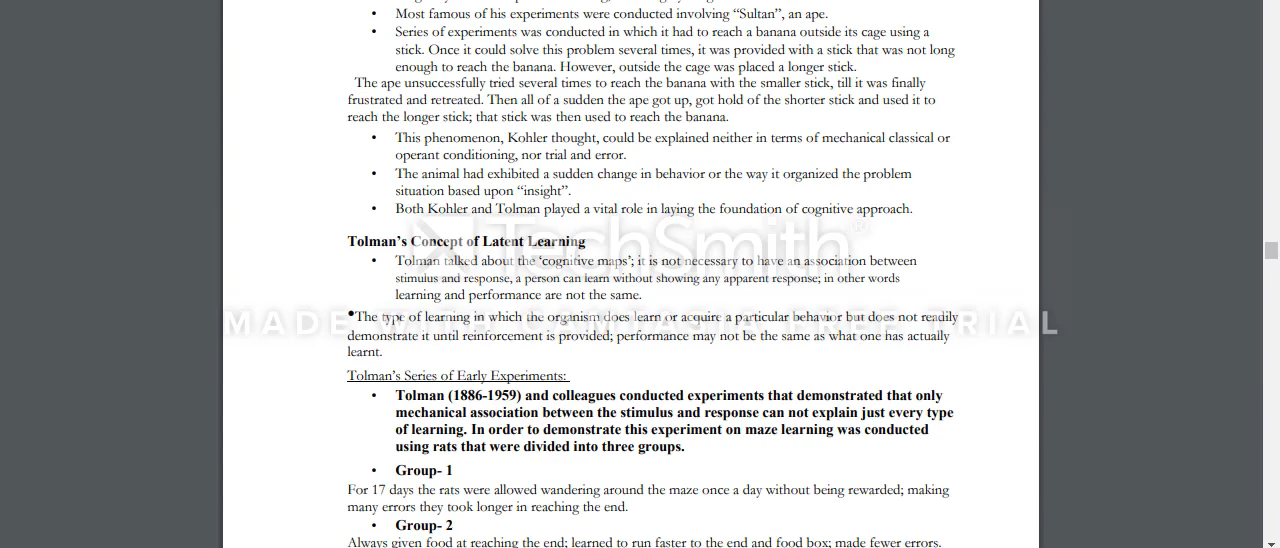 • Most famous of his experiments were conducted involving “Sultan”, an ape.
• Series of experiments was conducted in which it had to reach a banana outside its cage using a
stick. Once it could solve this problem several times, it was provided with a stick that was not long
enough to reach the banana. However, outside the cage was placed a longer stick.
The ape unsuccessfully tried several times to reach the banana with the smaller stick, till it was finally
frustrated and retreated. Then all of a sudden the ape got up, got hold of the shorter stick and used it to
reach the longer stick; that stick was then used to reach the banana.
• This phenomenon, Kohler thought, could be explained neither in terms of mechanical classical or
operant conditioning, nor trial and error.
• The animal had exhibited a sudden change in behavior or the way it organized the problem
situation based upon “insight”.
• Both Kohler and Tolman played a vital role in laying the foundation of cognitive approach.
TechSmith®
Tolman’s Concept of Latent Learning
• Tolman talked about the ‘cognitive maps’; it is not necessary to have an association between
stimulus and response, a person can learn without showing any apparent response; in other words
learning and performance are not the same.
MADE WITH CAMTASIA FREE TRIAL
•The type of learning in which the organism does learn or acquire a particular behavior but does not readily
demonstrate it until reinforcement is provided; performance may not be the same as what one has actually
learnt.
Tolman’s Series of Early Experiments:
• Tolman (1886-1959) and colleagues conducted experiments that demonstrated that only
mechanical association between the stimulus and response can not explain just every type
of learning. In order to demonstrate this experiment on maze learning was conducted
using rats that were divided into three groups.
• Group- 1
For 17 days the rats were allowed wandering around the maze once a day without being rewarded; making
many errors they took longer in reaching the end.
• Group- 2
Always given food at reaching the end; learned to run faster to the end and food box; made fewer errors.